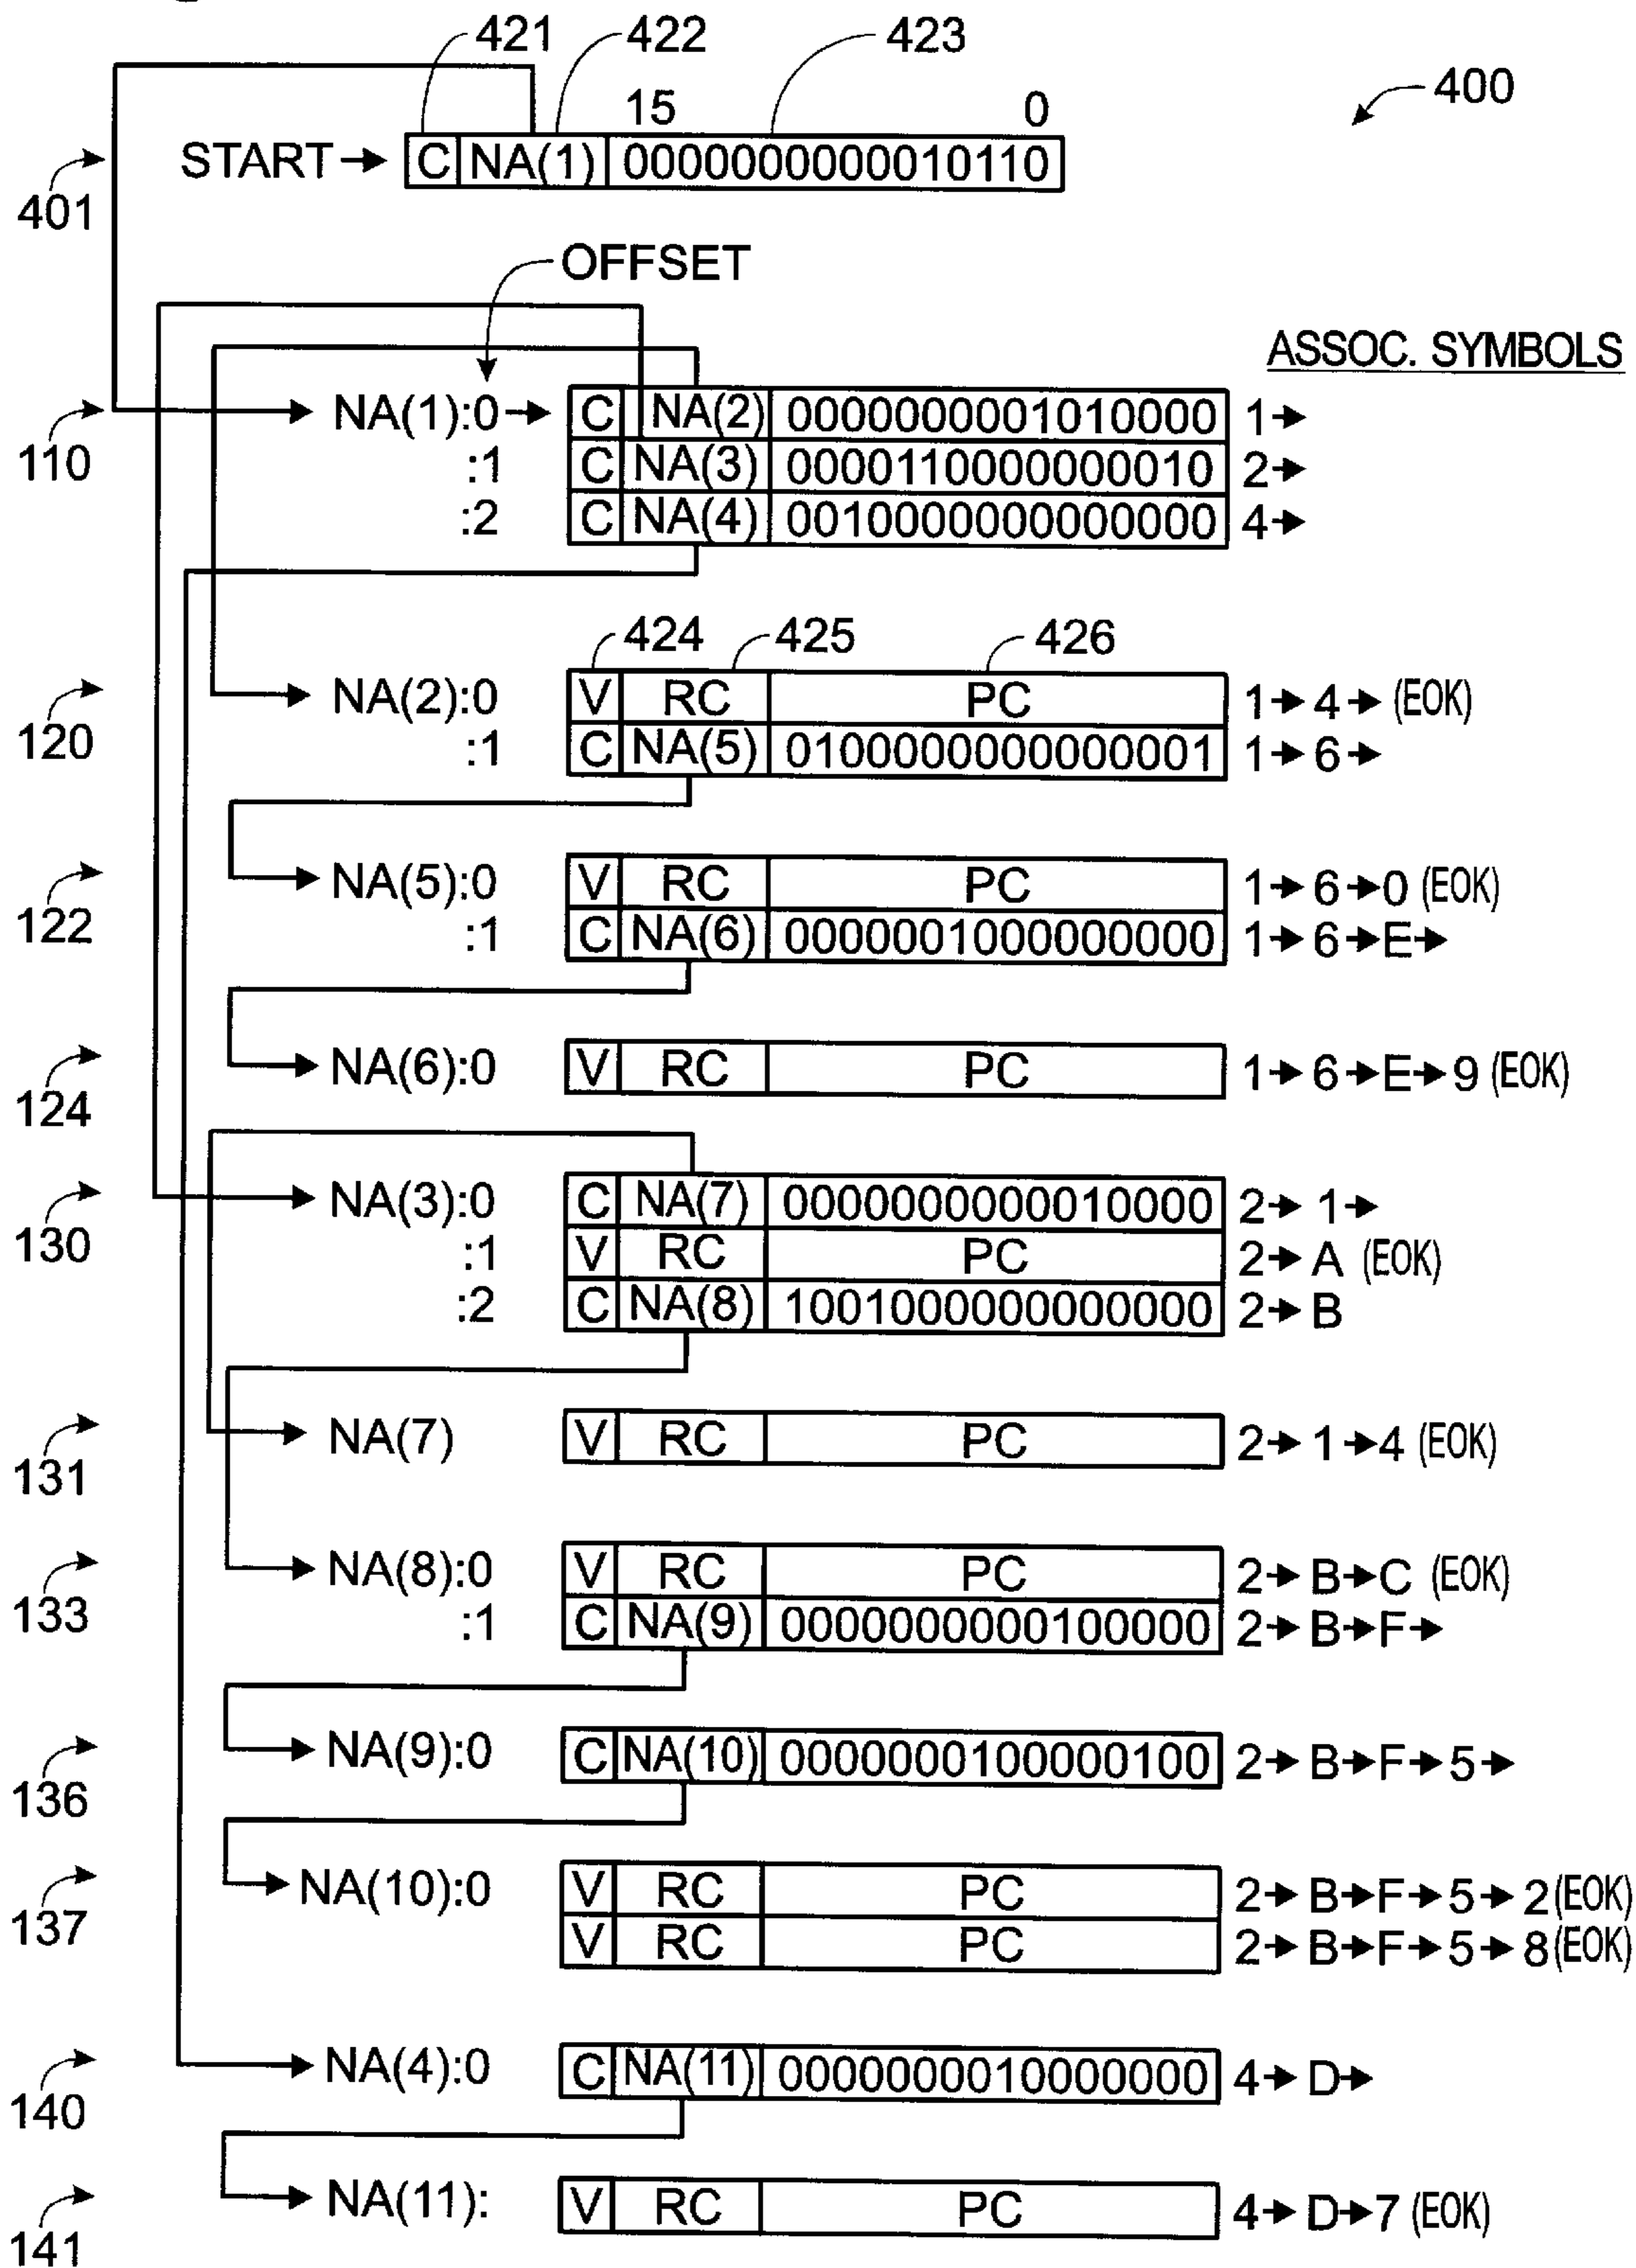 421 422 423
15 0
400
START→ C NA(1) 0000000000010110
401
OFFSET
ASSOC. SYMBOLS
110 NA(1):0→ C NA(2) 0000000001010000 1→
:1 C NA(3) 0000110000000010 2→
:2 C NA(4) 0010000000000000 4→
424 425 426
120 NA(2):0 V RC PC 1→4→ (EOK)
:1 C NA(5) 0100000000000001 1→6→
122 NA(5):0 V RC PC 1→6→0 (EOK)
:1 C NA(6) 0000001000000000 1→6→E→
124 NA(6):0 V RC PC 1→6→E→9 (EOK)
130 NA(3):0 C NA(7) 0000000000010000 2→1→
:1 V RC PC 2→A (EOK)
:2 C NA(8) 1001000000000000 2→B
131 NA(7) V RC PC 2→1→4 (EOK)
133 NA(8):0 V RC PC 2→B→C (EOK)
:1 C NA(9) 0000000000100000 2→B→F→
136 NA(9):0 C NA(10) 0000000100000100 2→B→F→5→
137 NA(10):0 V RC PC 2→B→F→5→2(EOK)
V RC PC 2→B→F→5→8(EOK)
140 NA(4):0 C NA(11) 0000000010000000 4→D→
141 NA(11): V RC PC 4→D→7 (EOK)